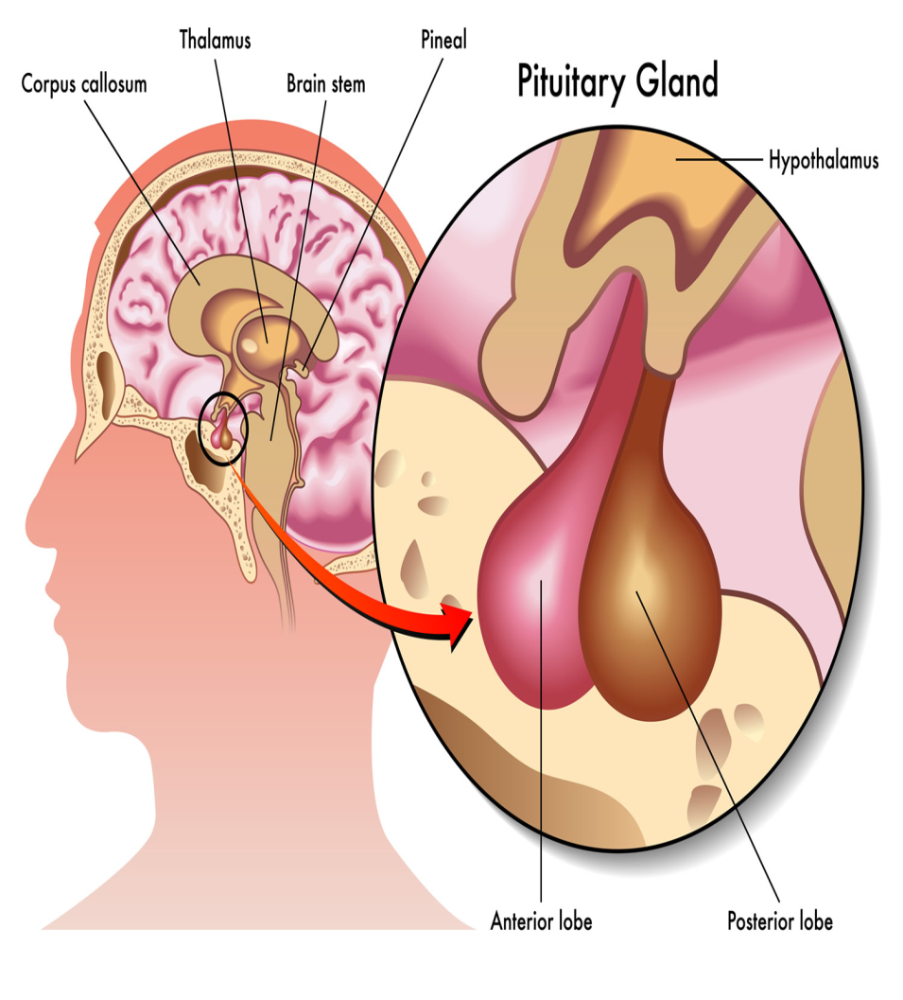 Thalamus
Pineal
Corpus callosum
Brain stem
Pituitary Gland
Hypothalamus
Anterior lobe
Posterior lobe